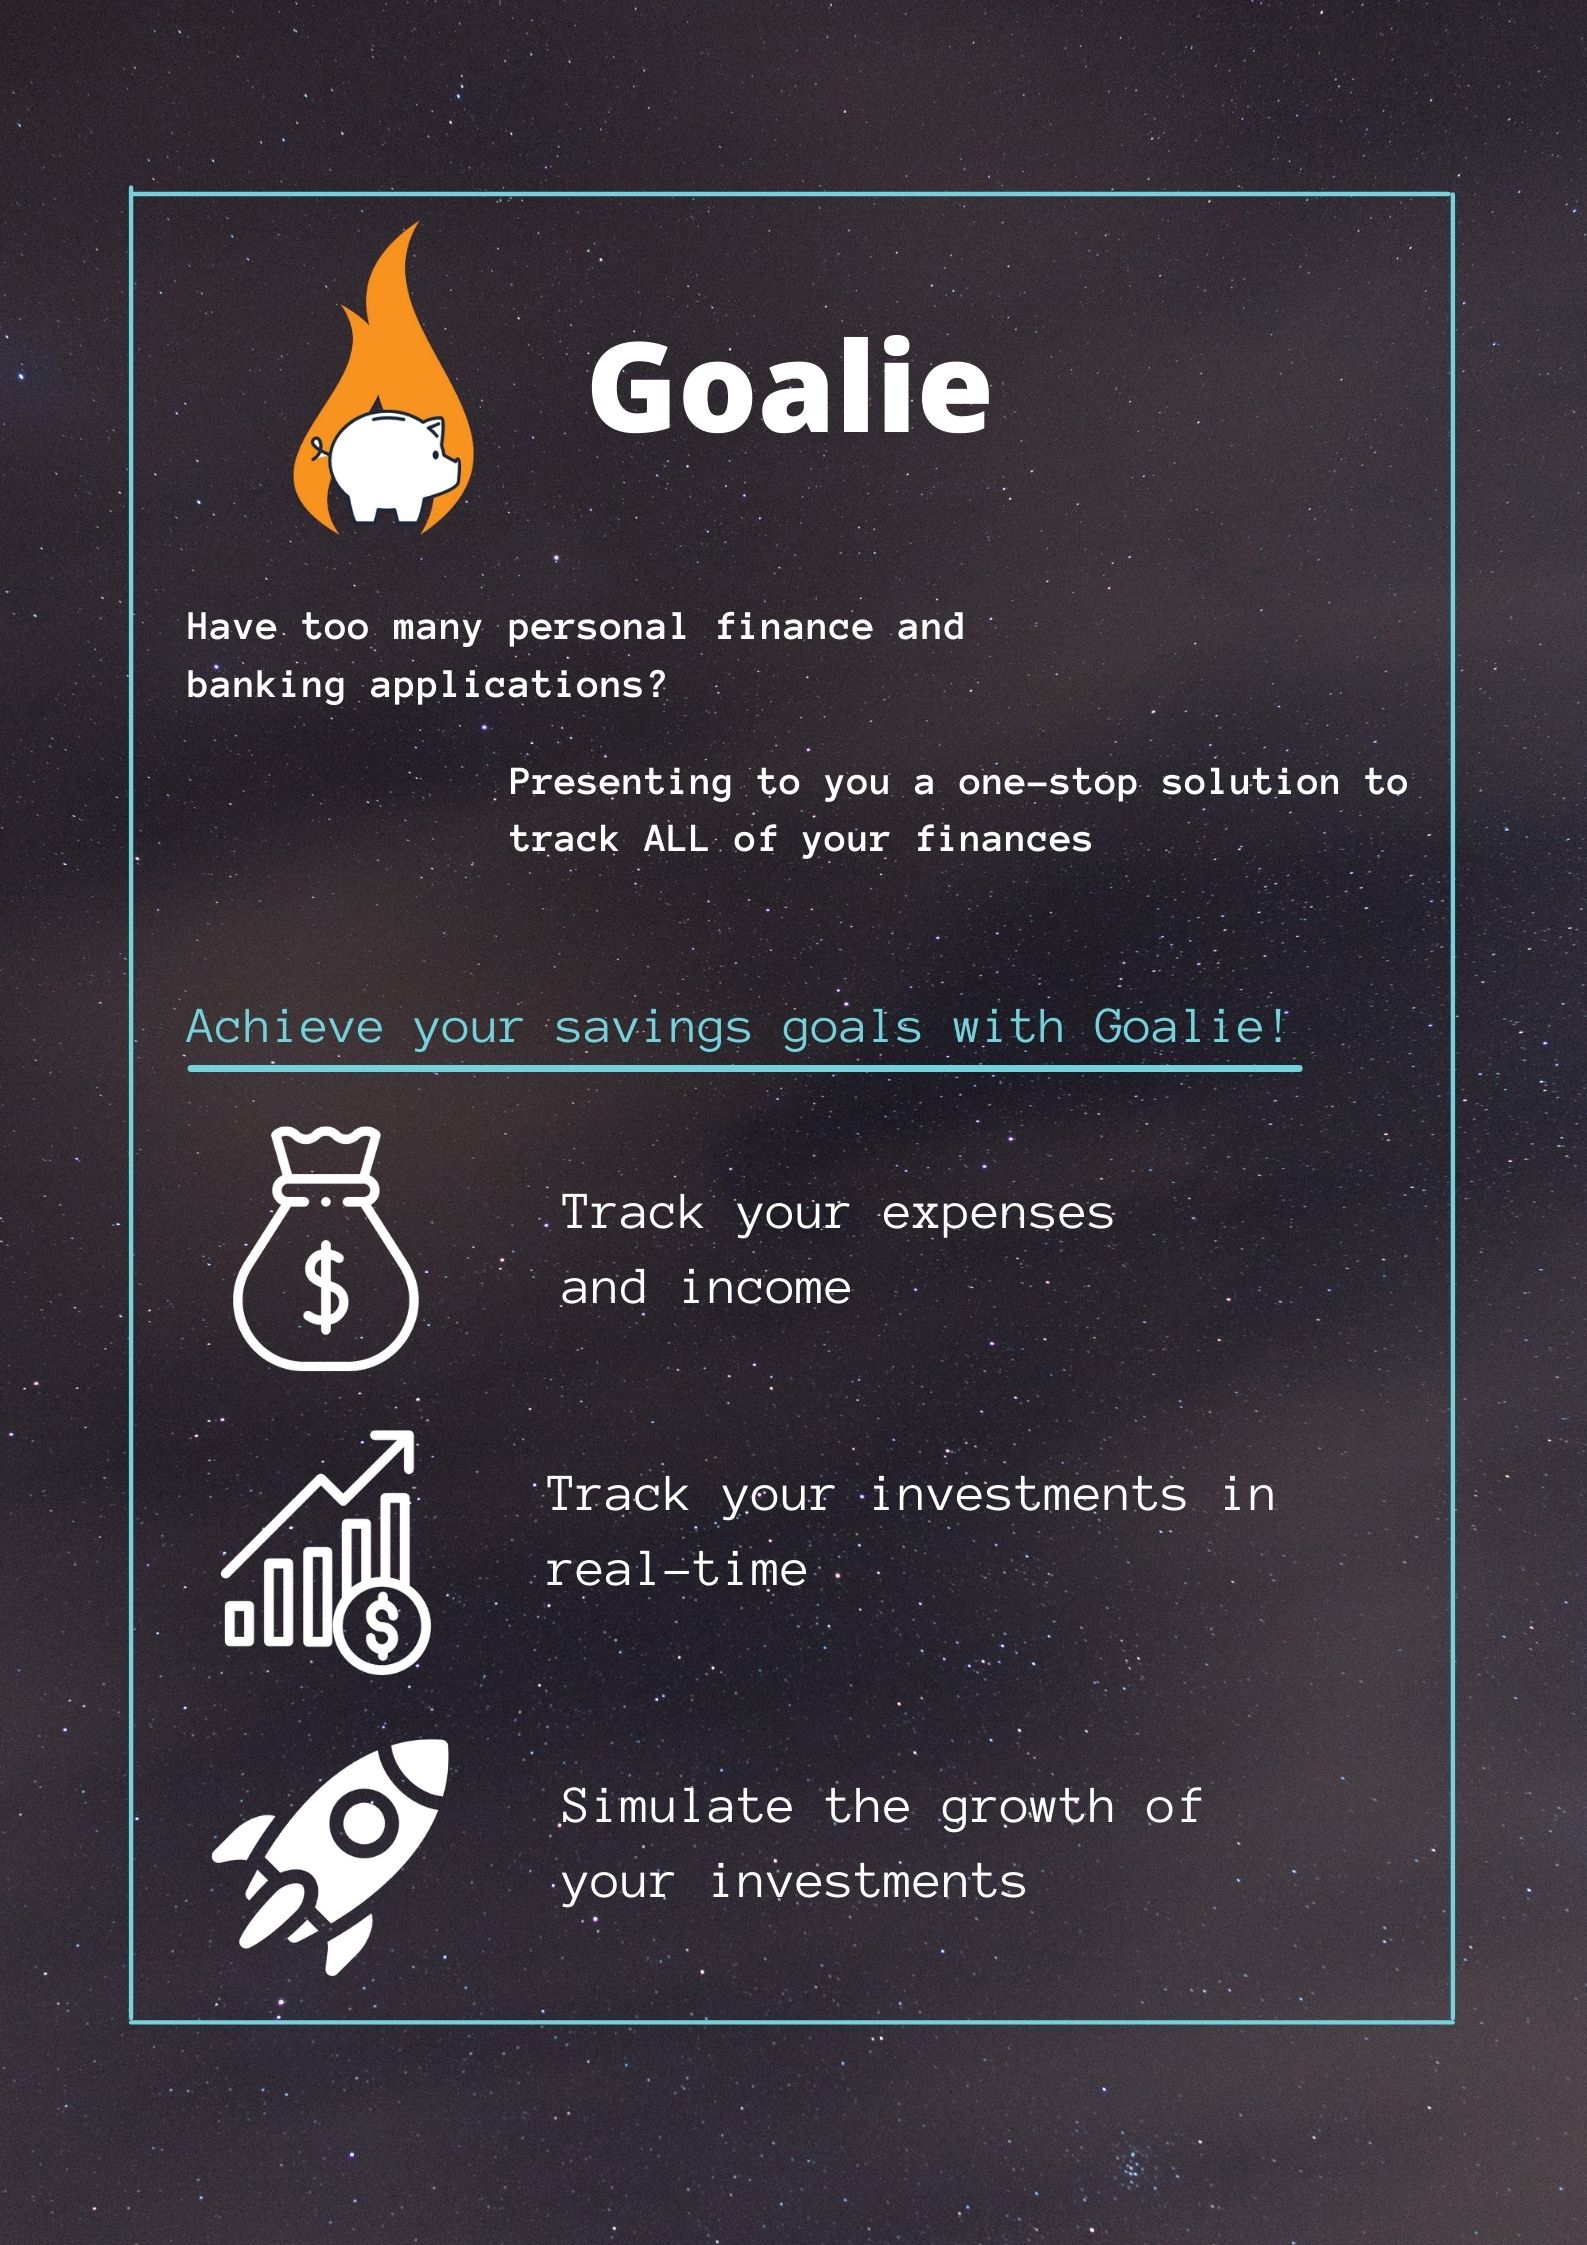 Goalie
Have too many personal finance and
banking applications?
Presenting to you a one-stop solution to
track ALL of your finances
Achieve your savings goals with Goalie!
$
Track your expenses
and income
$
Track your investments in
real-time
Simulate the growth of
your investments